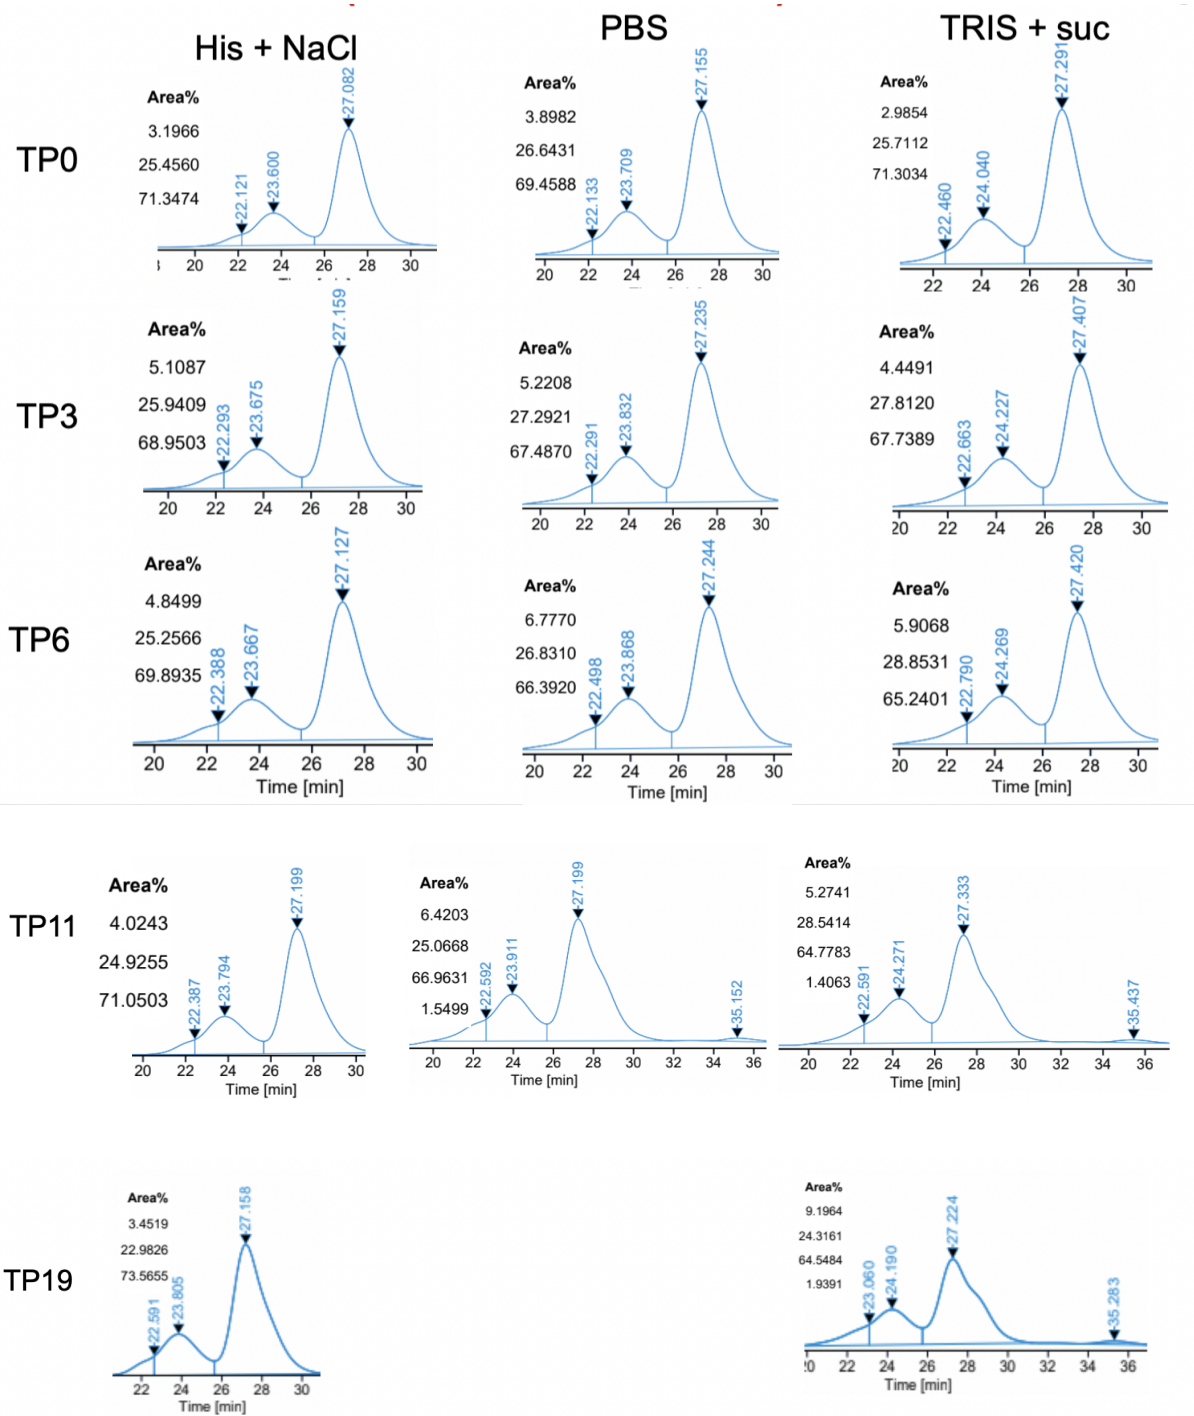 His + NaCl
PBS
TRIS + suc
TP0
Area%
3.1966
25.4560
71.3474
22.121
23.600
27.082
20 22 24 26 28 30
Area%
3.8982
26.6431
69.4588
22.133
23.709
27.155
20 22 24 26 28 30
Area%
2.9854
25.7112
71.3034
22.460
24.040
27.291
22 24 26 28 30
TP3
Area%
5.1087
25.9409
68.9503
22.293
23.675
27.159
20 22 24 26 28 30
Area%
5.2208
27.2921
67.4870
22.291
23.832
27.235
20 22 24 26 28 30
Area%
4.4491
27.8120
67.7389
22.663
24.227
27.407
20 22 24 26 28 30
TP6
Area%
4.8499
25.2566
69.8935
22.388
23.667
27.127
20 22 24 26 28 30
Time [min]
Area%
6.7770
26.8310
66.3920
22.498
23.868
27.244
20 22 24 26 28 30
Time [min]
Area%
5.9068
28.8531
65.2401
22.790
24.269
27.420
20 22 24 26 28 30
Time [min]
TP11
Area%
4.0243
24.9255
71.0503
22.387
23.794
27.199
20 22 24 26 28 30
Time [min]
Area%
6.4203
25.0668
66.9631
1.5499
22.592
23.911
27.199
35.152
20 22 24 26 28 30 32 34 36
Time [min]
Area%
5.2741
28.5414
64.7783
1.4063
22.591
24.271
27.333
35.437
20 22 24 26 28 30 32 34 36
Time [min]
TP19
Area%
3.4519
22.9826
73.5655
22.591
23.805
27.158
22 24 26 28 30
Time [min]
Area%
9.1964
24.3161
64.5484
1.9391
23.060
24.190
27.224
35.283
20 22 24 26 28 30 32 34 36
Time [min]